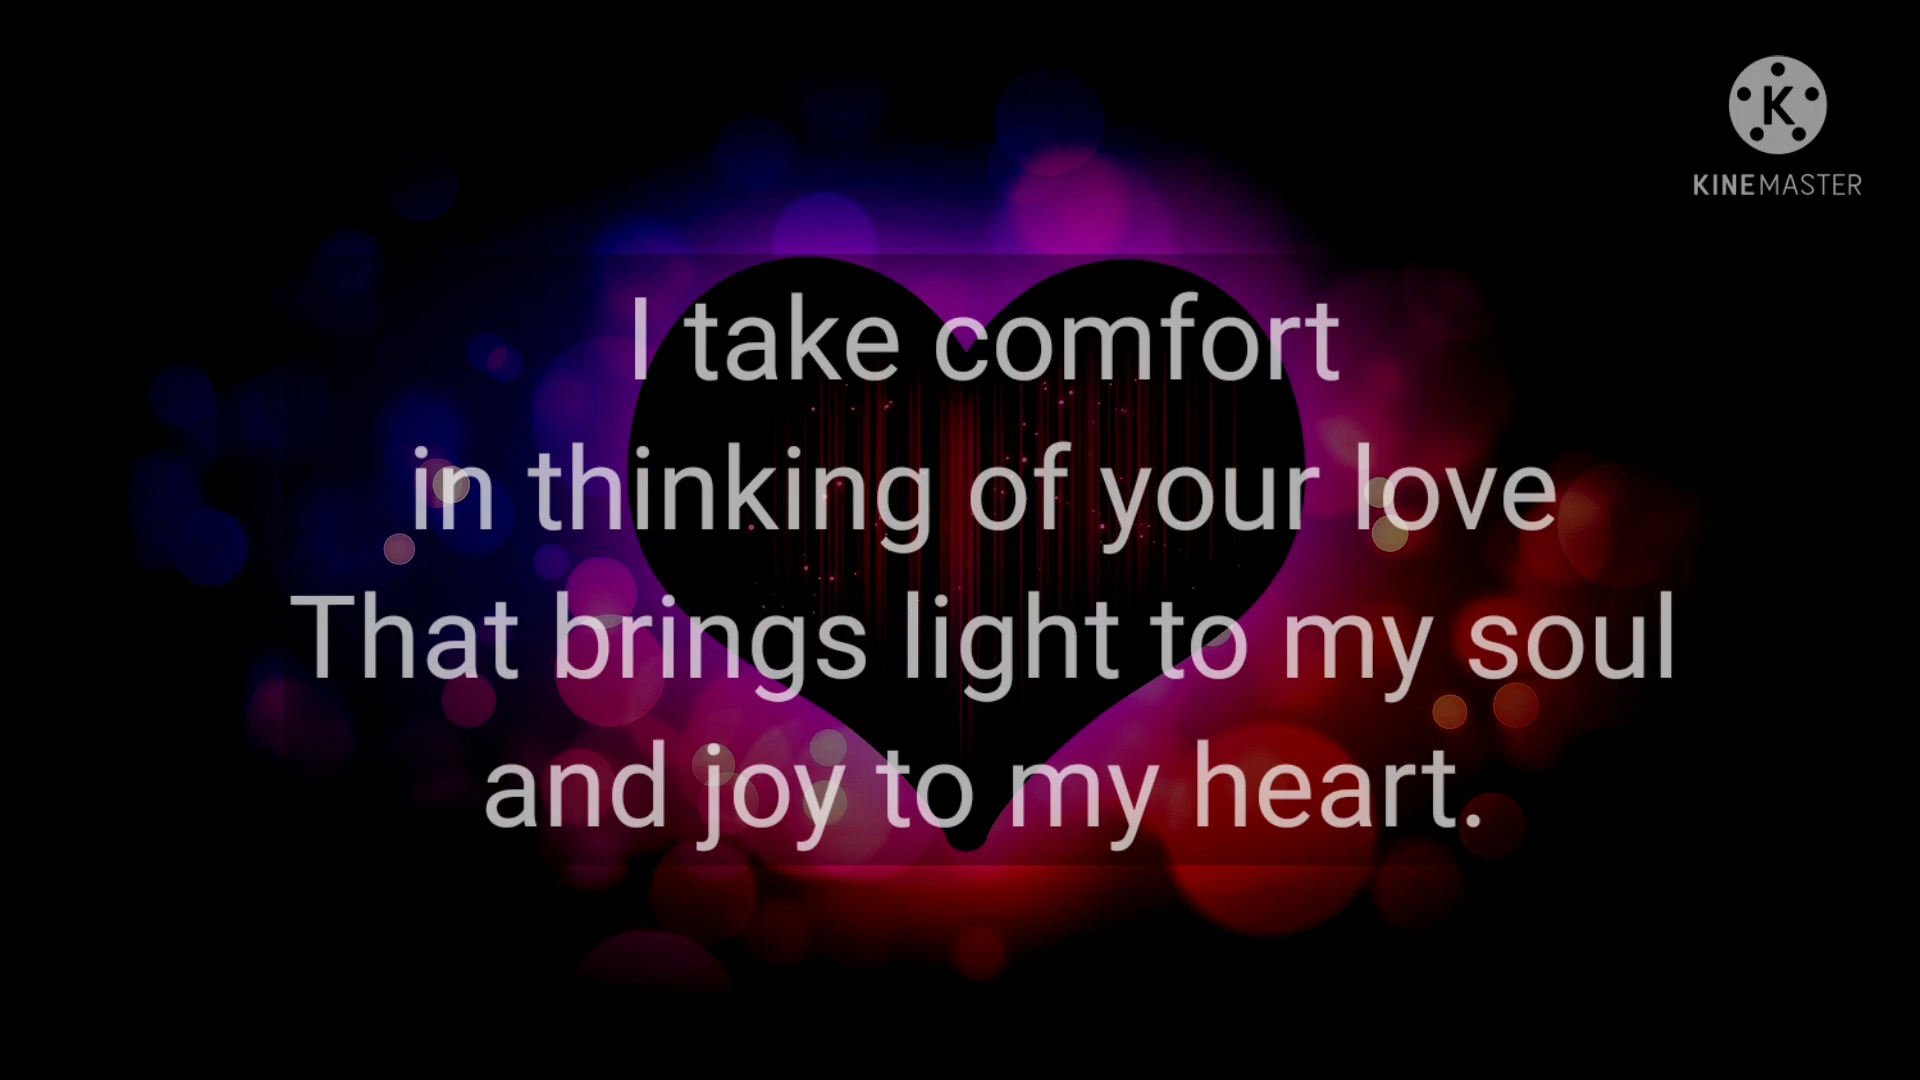 K
KINEMASTER
I take comfort
in thinking of your love
That brings light to my soul
and joy to my heart.